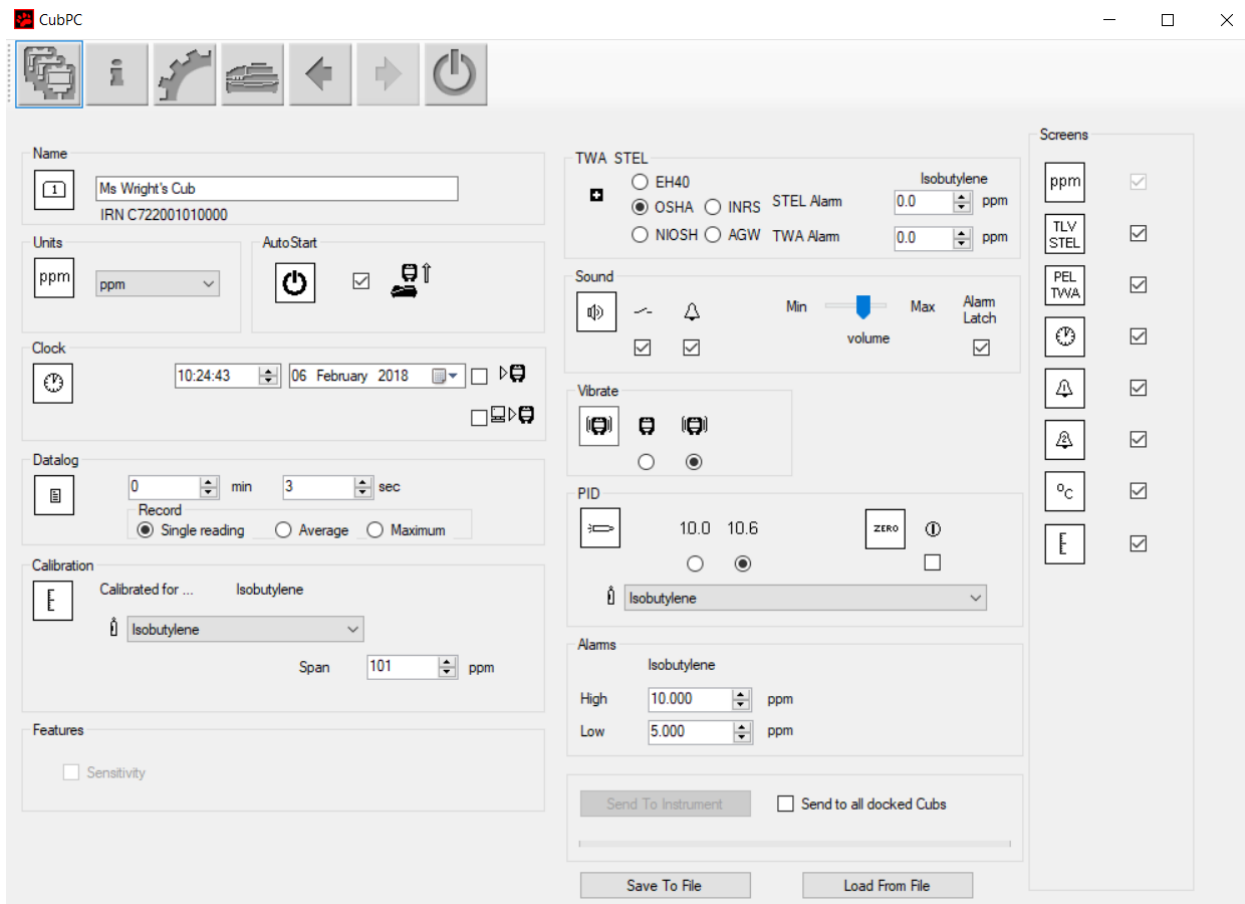 CubPC
Name
1
Ms Wright's Cub
IRN C722001010000
Units
ppm
ppm
AutoStart
Clock
10:24:43
06 February 2018
Datalog
0 min 3 sec
Record
Single reading Average Maximum
Calibration
Calibrated for ... Isobutylene
E
Isobutylene
Span 101 ppm
Features
Sensitivity
TWA STEL
Isobutylene
EH40
OSHA INRS STEL Alarm 0.0 ppm
NIOSH AGW TWA Alarm 0.0 ppm
Sound
Min Max
volume
Alarm
Latch
Vibrate
PID
10.0 10.6
ZERO
Isobutylene
Alarms
Isobutylene
High 10.000 ppm
Low 5.000 ppm
Send To Instrument Send to all docked Cubs
Save To File Load From File
Screens
ppm
TLV
STEL
PEL
TWA
1
2
°C
E